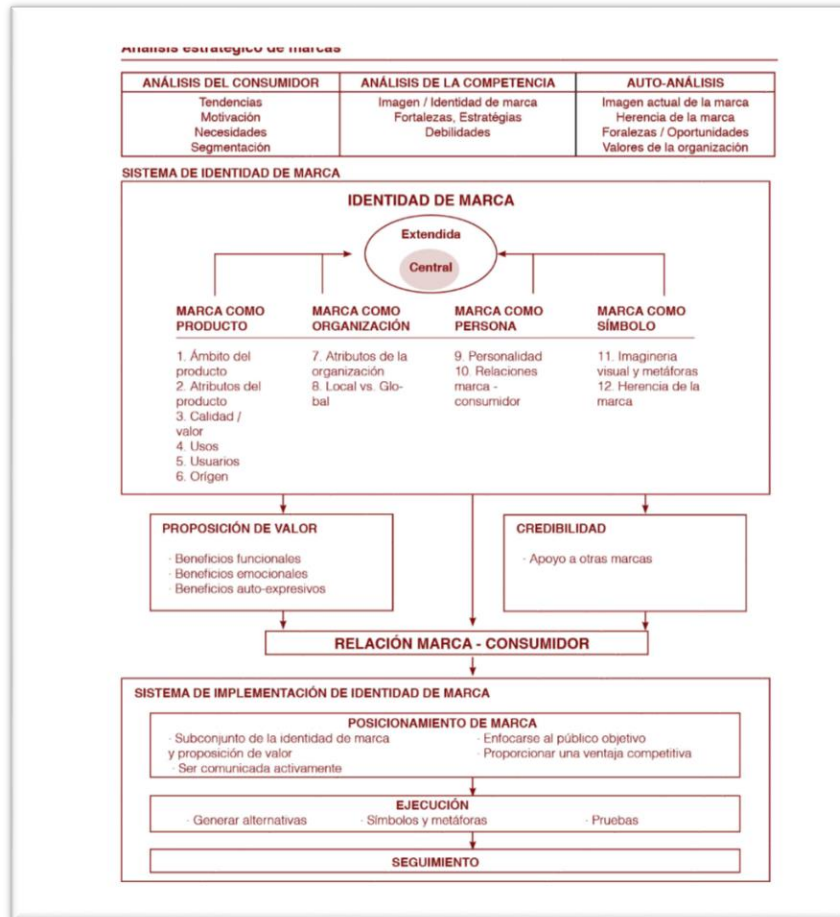 Análisis estratégico de marcas
ANÁLISIS DEL CONSUMIDOR
Tendencias
Motivación
Necesidades
Segmentación
ANÁLISIS DE LA COMPETENCIA
Imagen / Identidad de marca
Fortalezas, Estratégias
Debilidades
AUTO-ANÁLISIS
Imagen actual de la marca
Herencia de la marca
Foralezas / Oportunidades
Valores de la organización
SISTEMA DE IDENTIDAD DE MARCA
IDENTIDAD DE MARCA
Extendida
Central
MARCA COMO
PRODUCTO
1. Ámbito del
producto
2. Atributos del
producto
3. Calidad /
valor
4. Usos
5. Usuarios
6. Orígen
MARCA COMO
ORGANIZACIÓN
7. Atributos de la
organización
8. Local vs. Glo-
bal
MARCA COMO
PERSONA
9. Personalidad
10. Relaciones
marca -
consumidor
MARCA COMO
SÍMBOLO
11. Imagineria
visual y metáforas
12. Herencia de la
marca
PROPOSICIÓN DE VALOR
· Beneficios funcionales
· Beneficios emocionales
· Beneficios auto-expresivos
CREDIBILIDAD
· Apoyo a otras marcas
RELACIÓN MARCA - CONSUMIDOR
SISTEMA DE IMPLEMENTACIÓN DE IDENTIDAD DE MARCA
POSICIONAMIENTO DE MARCA
· Subconjunto de la identidad de marca
y proposición de valor
· Ser comunicada activamente
· Enfocarse al público objetivo
· Proporcionar una ventaja competitiva
EJECUCIÓN
· Generar alternativas
· Símbolos y metáforas
· Pruebas
SEGUIMIENTO